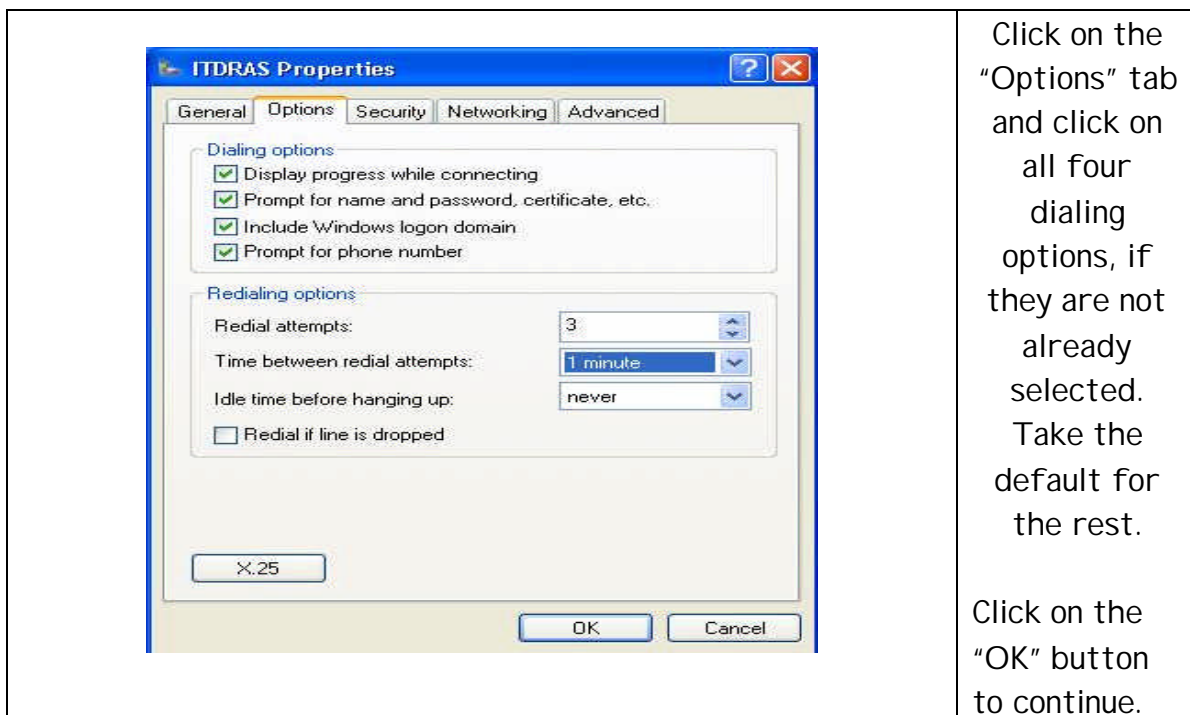 ITDRAS Properties
General Options Security Networking Advanced
Dialing options
Display progress while connecting
Prompt for name and password, certificate, etc.
Include Windows logon domain
Prompt for phone number
Redialing options
Redial attempts: 3
Time between redial attempts: 1 minute
Idle time before hanging up: never
Redial if line is dropped
X.25
OK Cancel
Click on the
“Options” tab
and click on
all four
dialing
options, if
they are not
already
selected.
Take the
default for
the rest.
Click on the
“OK” button
to continue.